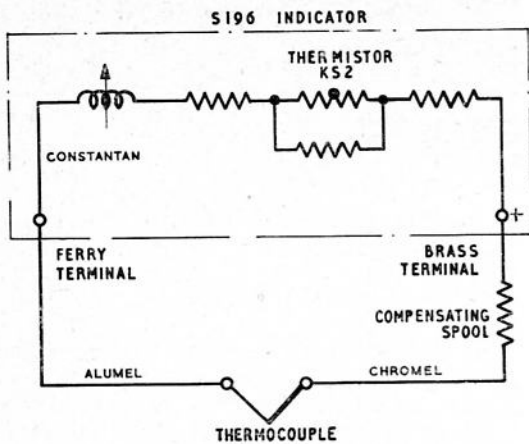 S196 INDICATOR
THERMISTOR
KS2
CONSTANTAN
+
FERRY
TERMINAL
BRASS
TERMINAL
COMPENSATING
SPOOL
ALUMEL
CHROMEL
THERMOCOUPLE